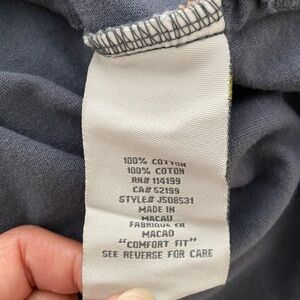 100% COTTON
100% COTON
RN# 114199
CA# 52199
STYLE# J508531
MADE IN
MACAU
FABRIQUE EN
MACAO
"COMFORT FIT"
SEE REVERSE FOR CARE